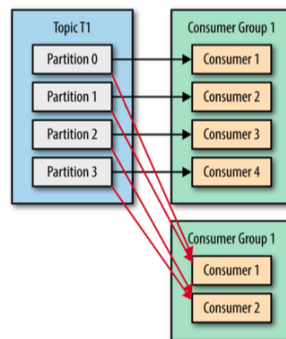 Topic T1
Partition 0
Partition 1
Partition 2
Partition 3
Consumer Group 1
Consumer 1
Consumer 2
Consumer 3
Consumer 4
Consumer Group 1
Consumer 1
Consumer 2